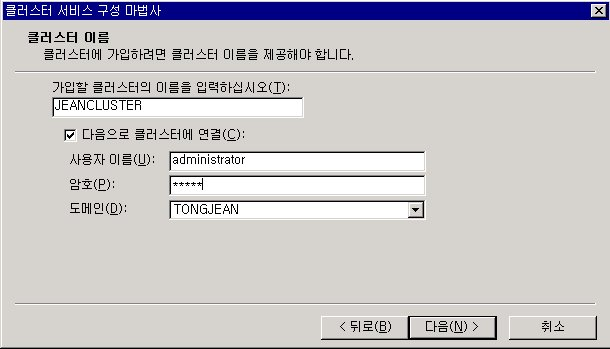 클러스터 서비스 구성 마법사
클러스터 이름
클러스터에 가입하려면 클러스터 이름을 제공해야 합니다.
가입할 클러스터의 이름을 입력하십시오(T):
JEANCLUSTER
다음으로 클러스터에 연결(C):
사용자 이름(U): administrator
암호(P): *****
도메인(D): TONGJEAN
< 뒤로(B) 다음(N) > 취소